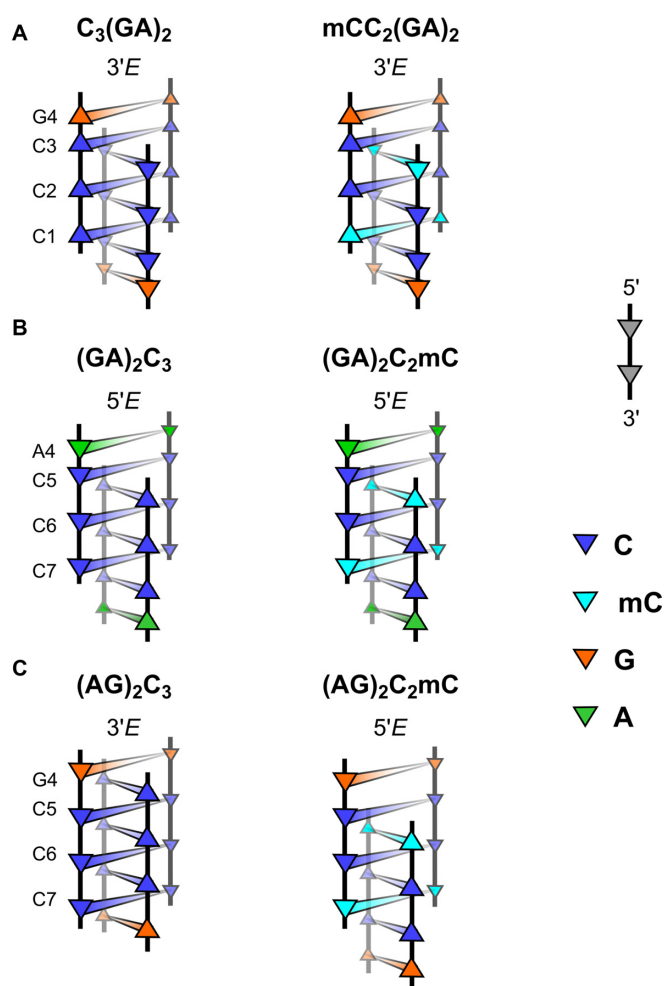 A
C₃(GA)₂
mCC₂(GA)₂
3'E
3'E
G4
C3
C2
C1
B
(GA)₂C₃
(GA)₂C₂mC
5'E
5'E
A4
C5
C6
C7
5'
3'
C
mC
G
A
C
(AG)₂C₃
(AG)₂C₂mC
3'E
5'E
G4
C5
C6
C7